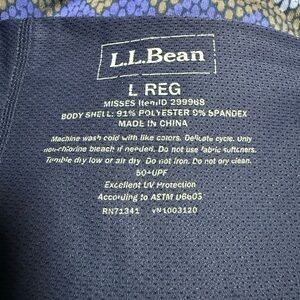 L.L.Bean
L REG
MISSES ItemID 299968
BODY SHELL: 91% POLYESTER 9% SPANDEX
MADE IN CHINA
Machine wash cold with like colors. Delicate cycle. Only
non-chlorine bleach if needed. Do not use fabric softeners.
Tumble dry low or air dry. Do not iron. Do not dry clean.
50+UPF
Excellent UV Protection
According to ASTM D6603
RN71341 VN1003120